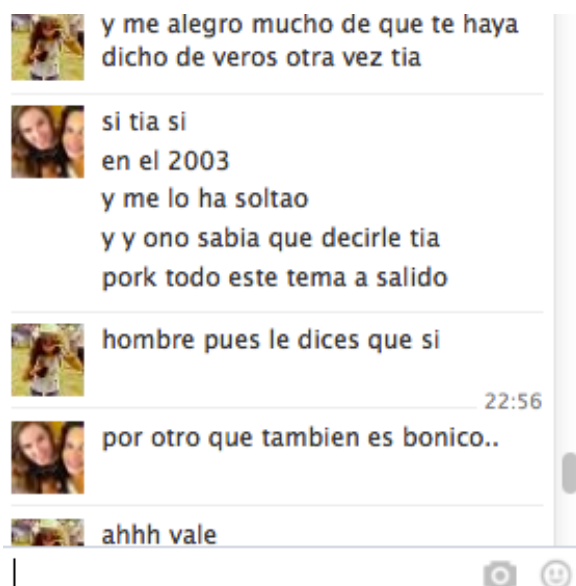 y me alegro mucho de que te haya
dicho de veros otra vez tia
si tia si
en el 2003
y me lo ha soltao
y y ono sabia que decirle tia
pork todo este tema a salido
hombre pues le dices que si
22:56
por otro que tambien es bonico..
ahhh vale